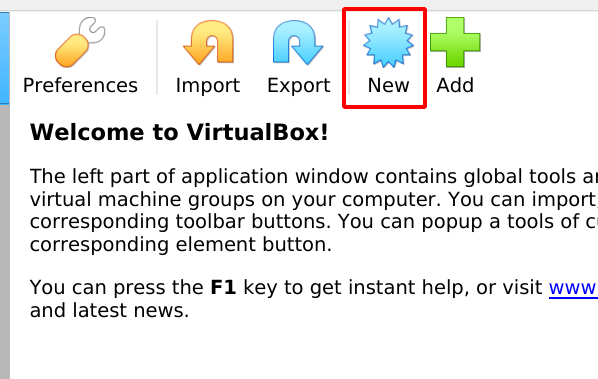 Preferences Import Export New Add
Welcome to VirtualBox!
The left part of application window contains global tools
virtual machine groups on your computer. You can import,
corresponding toolbar buttons. You can popup a tools of
corresponding element button.
You can press the F1 key to get instant help, or visit www.
and latest news.